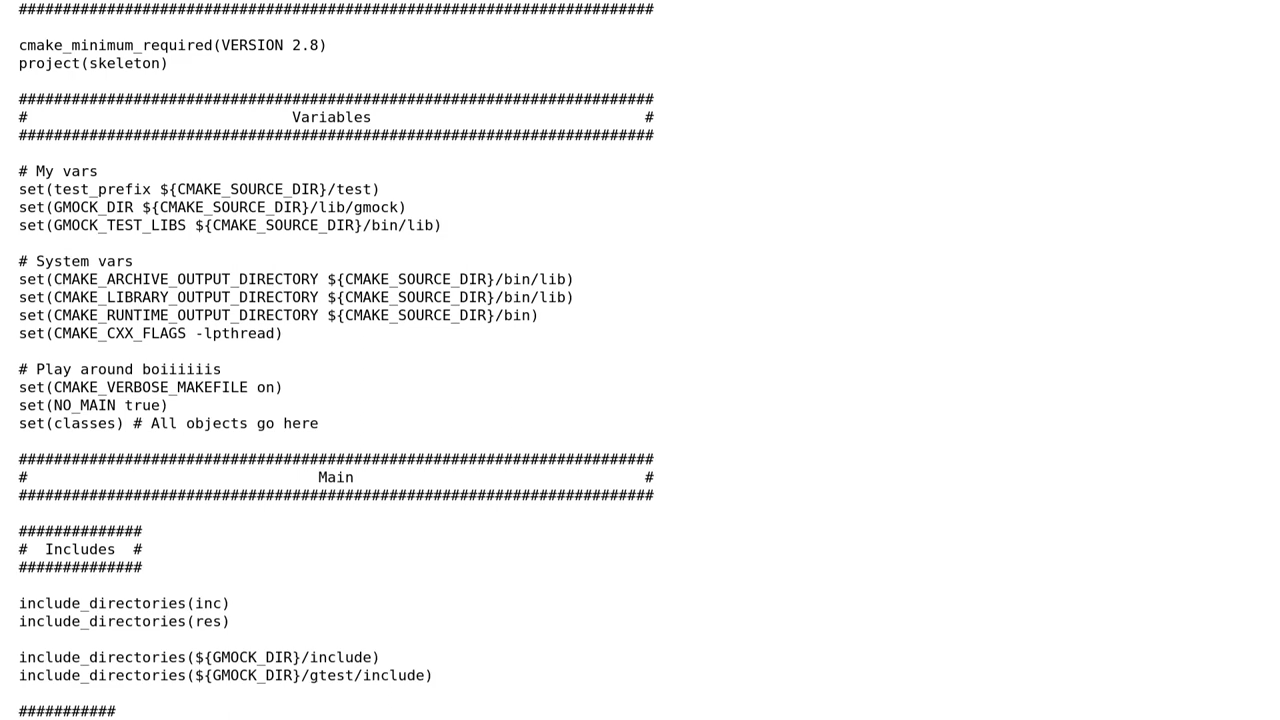 ########################################################################
cmake_minimum_required(VERSION 2.8)
project(skeleton)
########################################################################
#                              Variables                               #
########################################################################
# My vars
set(test_prefix ${CMAKE_SOURCE_DIR}/test)
set(GMOCK_DIR ${CMAKE_SOURCE_DIR}/lib/gmock)
set(GMOCK_TEST_LIBS ${CMAKE_SOURCE_DIR}/bin/lib)
# System vars
set(CMAKE_ARCHIVE_OUTPUT_DIRECTORY ${CMAKE_SOURCE_DIR}/bin/lib)
set(CMAKE_LIBRARY_OUTPUT_DIRECTORY ${CMAKE_SOURCE_DIR}/bin/lib)
set(CMAKE_RUNTIME_OUTPUT_DIRECTORY ${CMAKE_SOURCE_DIR}/bin)
set(CMAKE_CXX_FLAGS -lpthread)
# Play around boiiiiiis
set(CMAKE_VERBOSE_MAKEFILE on)
set(NO_MAIN true)
set(classes) # All objects go here
########################################################################
#                                 Main                                 #
########################################################################
##############
#  Includes  #
##############
include_directories(inc)
include_directories(res)
include_directories(${GMOCK_DIR}/include)
include_directories(${GMOCK_DIR}/gtest/include)
###########